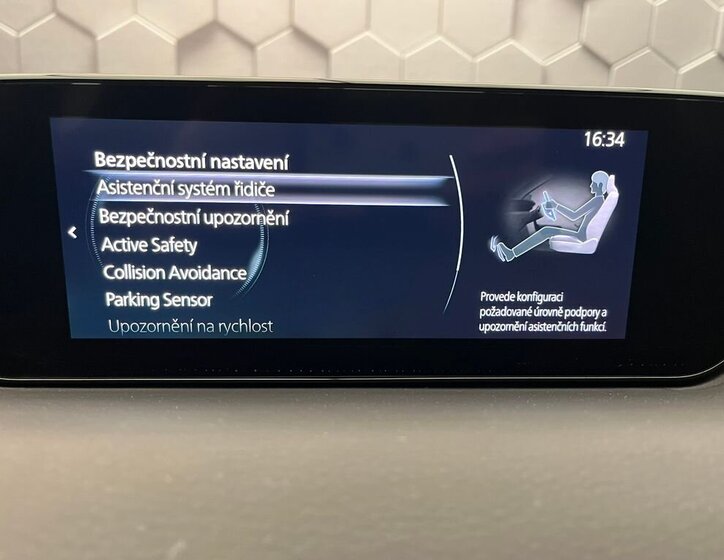 16:34
Bezpečnostní nastavení
Asistenční systém řidiče
Bezpečnostní upozornění
Active Safety
Collision Avoidance
Parking Sensor
Upozornění na rychlost
Provede konfiguraci
požadované úrovně podpory a
upozornění asistenčních funkcí.